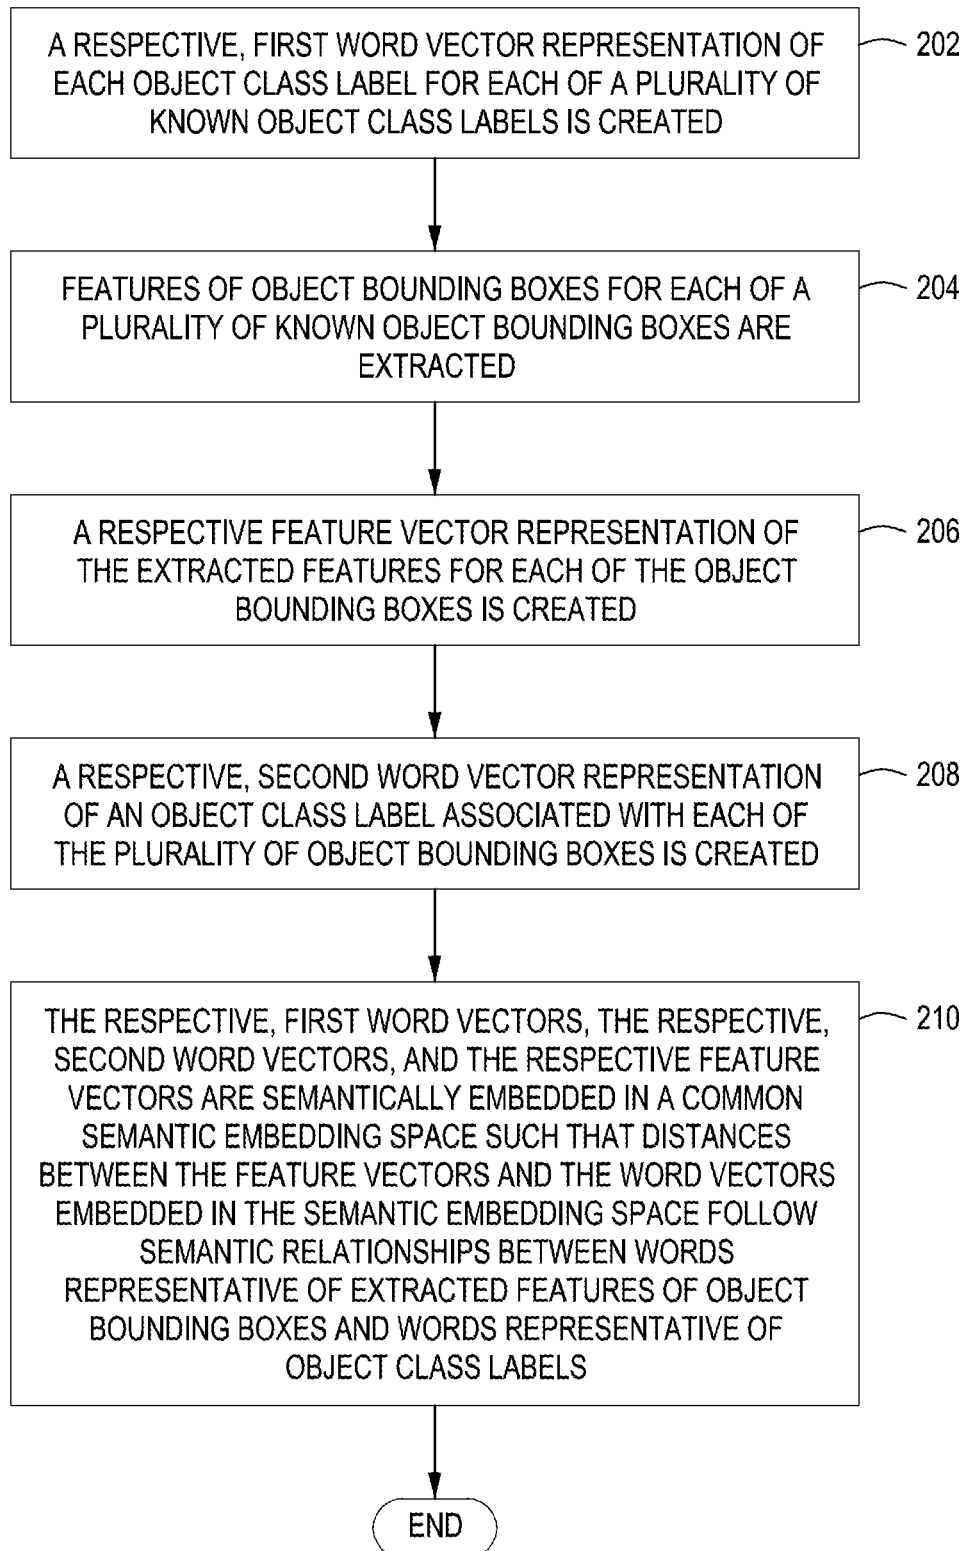 A RESPECTIVE, FIRST WORD VECTOR REPRESENTATION OF
EACH OBJECT CLASS LABEL FOR EACH OF A PLURALITY OF
KNOWN OBJECT CLASS LABELS IS CREATED
202
FEATURES OF OBJECT BOUNDING BOXES FOR EACH OF A
PLURALITY OF KNOWN OBJECT BOUNDING BOXES ARE
EXTRACTED
204
A RESPECTIVE FEATURE VECTOR REPRESENTATION OF
THE EXTRACTED FEATURES FOR EACH OF THE OBJECT
BOUNDING BOXES IS CREATED
206
A RESPECTIVE, SECOND WORD VECTOR REPRESENTATION
OF AN OBJECT CLASS LABEL ASSOCIATED WITH EACH OF
THE PLURALITY OF OBJECT BOUNDING BOXES IS CREATED
208
THE RESPECTIVE, FIRST WORD VECTORS, THE RESPECTIVE,
SECOND WORD VECTORS, AND THE RESPECTIVE FEATURE
VECTORS ARE SEMANTICALLY EMBEDDED IN A COMMON
SEMANTIC EMBEDDING SPACE SUCH THAT DISTANCES
BETWEEN THE FEATURE VECTORS AND THE WORD VECTORS
EMBEDDED IN THE SEMANTIC EMBEDDING SPACE FOLLOW
SEMANTIC RELATIONSHIPS BETWEEN WORDS
REPRESENTATIVE OF EXTRACTED FEATURES OF OBJECT
BOUNDING BOXES AND WORDS REPRESENTATIVE OF
OBJECT CLASS LABELS
210
END